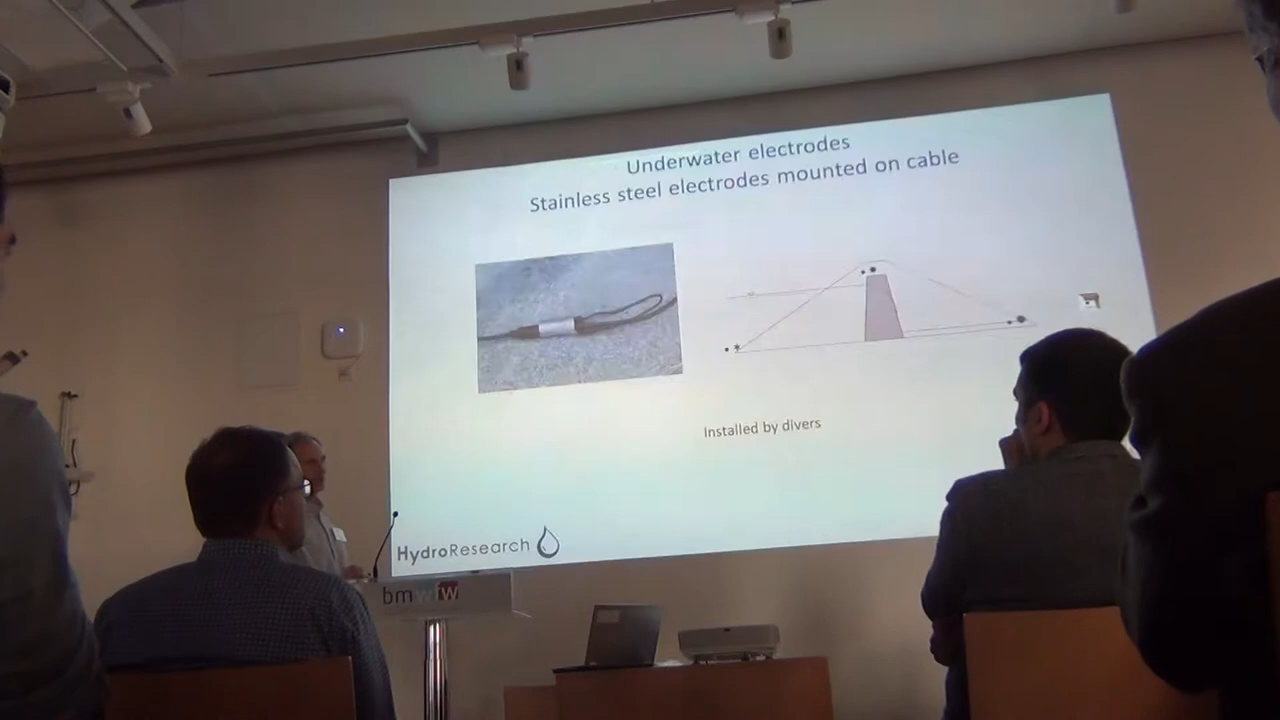 Underwater electrodes
Stainless steel electrodes mounted on cable
Installed by divers
HydroResearch
bmwfw